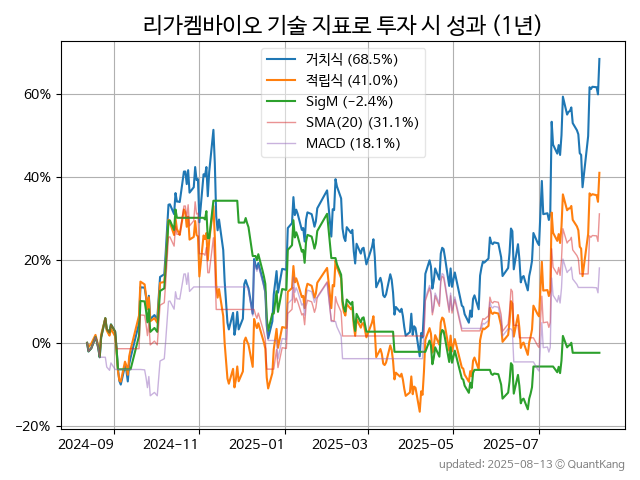 리가켐바이오 기술 지표로 투자 시 성과 (1년)
거치식 (68.5%)
적립식 (41.0%)
SigM (−2.4%)
SMA(20) (31.1%)
MACD (18.1%)
60%
40%
20%
0%
−20%
2024-09 2024-11 2025-01 2025-03 2025-05 2025-07
updated: 2025-08-13 © QuantKang